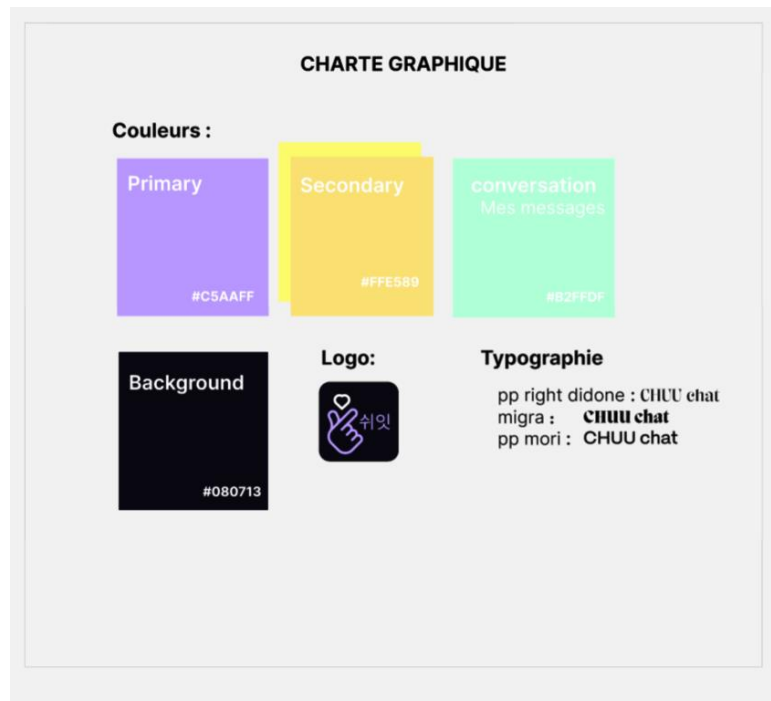 CHARTE GRAPHIQUE
Couleurs :
Primary
#C5AAFF
Secondary
#FFE589
conversation
Mes messages
#B2FFDF
Background
#080713
Logo:
쉬잇
Typographie
pp right didone : CHUU chat
migra : CHUU chat
pp mori : CHUU chat